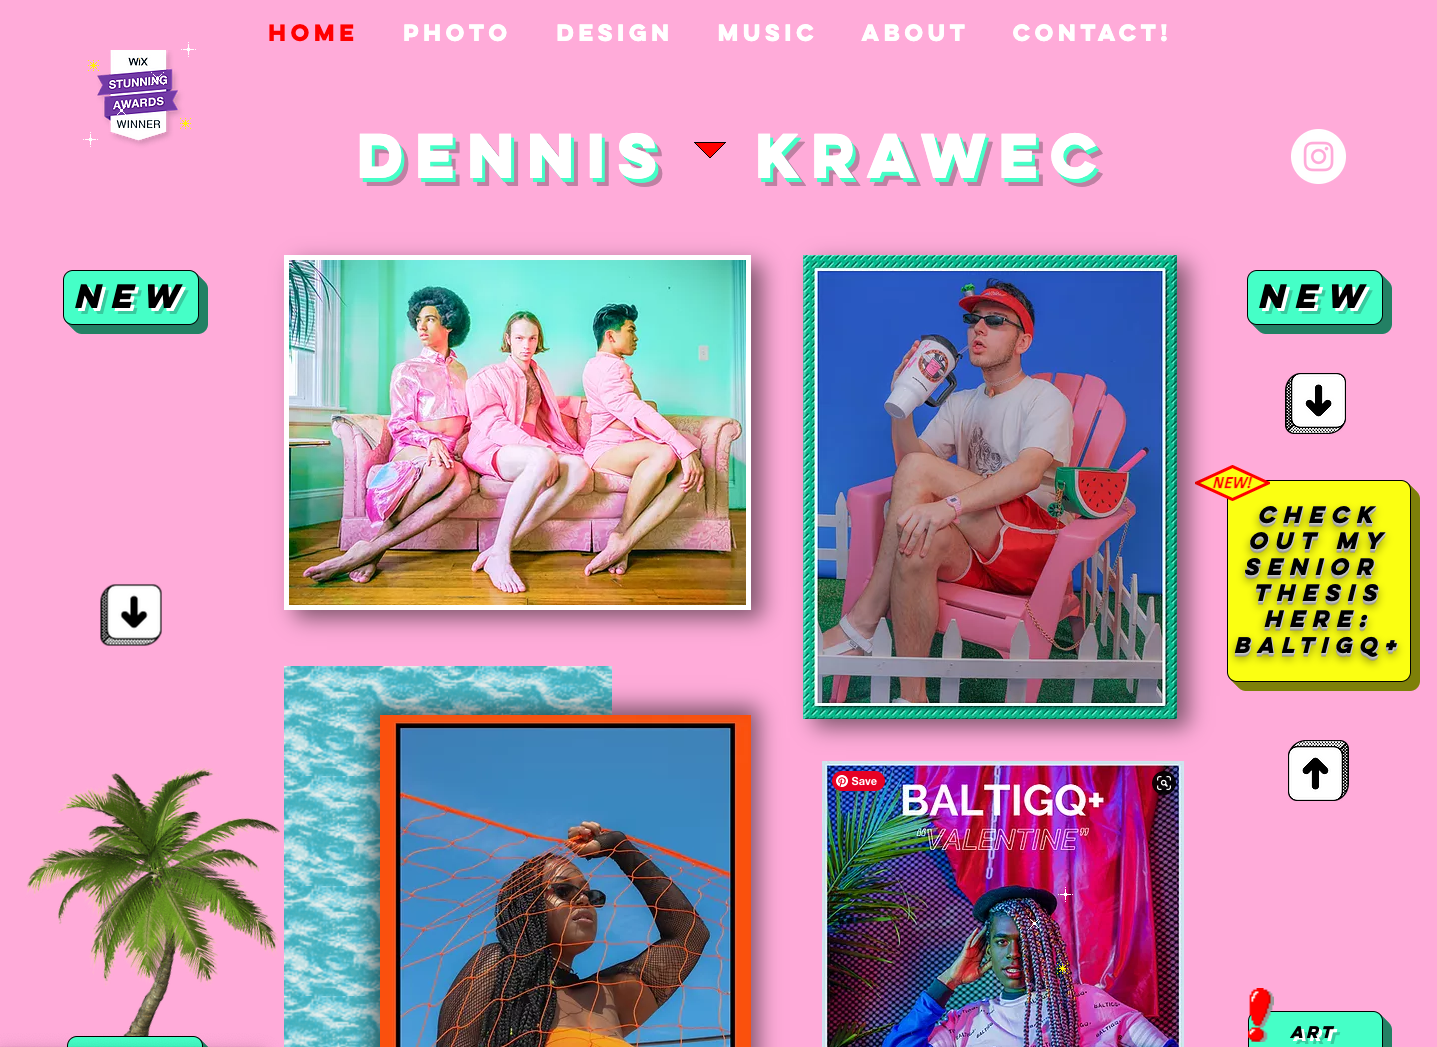 HOME PHOTO DESIGN MUSIC ABOUT CONTACT!
WiX
STUNNING
AWARDS
WINNER
DENNIS KRAWEC
NEW
NEW
NEW!
CHECK
OUT MY
SENIOR
THESIS
HERE:
BALTIGQ+
Save
BALTIGQ+
"VALENTINE"
ART